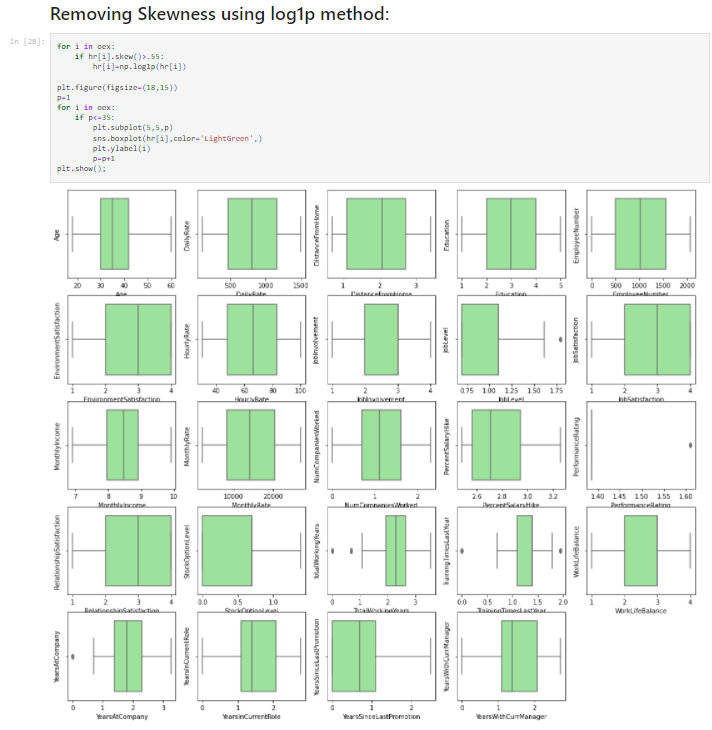 Removing Skewness using log1p method:
In [28]:
for i in oex:
if hr[i].skew()>.55:
hr[i]=np.log1p(hr[i])
plt.figure(figsize=(18,15))
p=1
for i in oex:
if p<=35:
plt.subplot(5,5,p)
sns.boxplot(hr[i],color='LightGreen',)
plt.ylabel(i)
p=p+1
plt.show();
Age DailyRate DistanceFromHome Education EmployeeNumber
20 30 40 50 60 500 1000 1500 1 2 3 1 2 3 4 5 0 500 1000 1500 2000
Age DailyRate DistanceFromHome Education EmployeeNumber
EnvironmentSatisfaction HourlyRate JobInvolvement JobLevel JobSatisfaction
1 2 3 4 40 60 80 100 1 2 3 4 0.75 1.00 1.25 1.50 1.75 1 2 3 4
EnvironmentSatisfaction HourlyRate JobInvolvement JobLevel JobSatisfaction
MonthlyIncome MonthlyRate NumCompaniesWorked PercentSalaryHike PerformanceRating
7 8 9 10 10000 20000 0 1 2 2.6 2.8 3.0 3.2 1.40 1.45 1.50 1.55 1.60
MonthlyIncome MonthlyRate NumCompaniesWorked PercentSalaryHike PerformanceRating
RelationshipSatisfaction StockOptionLevel TotalWorkingYears TrainingTimesLastYear WorkLifeBalance
1 2 3 4 0.0 0.5 1.0 0 1 2 3 0.0 0.5 1.0 1.5 2.0 1 2 3 4
RelationshipSatisfaction StockOptionLevel TotalWorkingYears TrainingTimesLastYear WorkLifeBalance
YearsAtCompany YearsInCurrentRole YearsSinceLastPromotion YearsWithCurrManager
0 1 2 3 0 1 2 0 1 2 0 1 2
YearsAtCompany YearsInCurrentRole YearsSinceLastPromotion YearsWithCurrManager